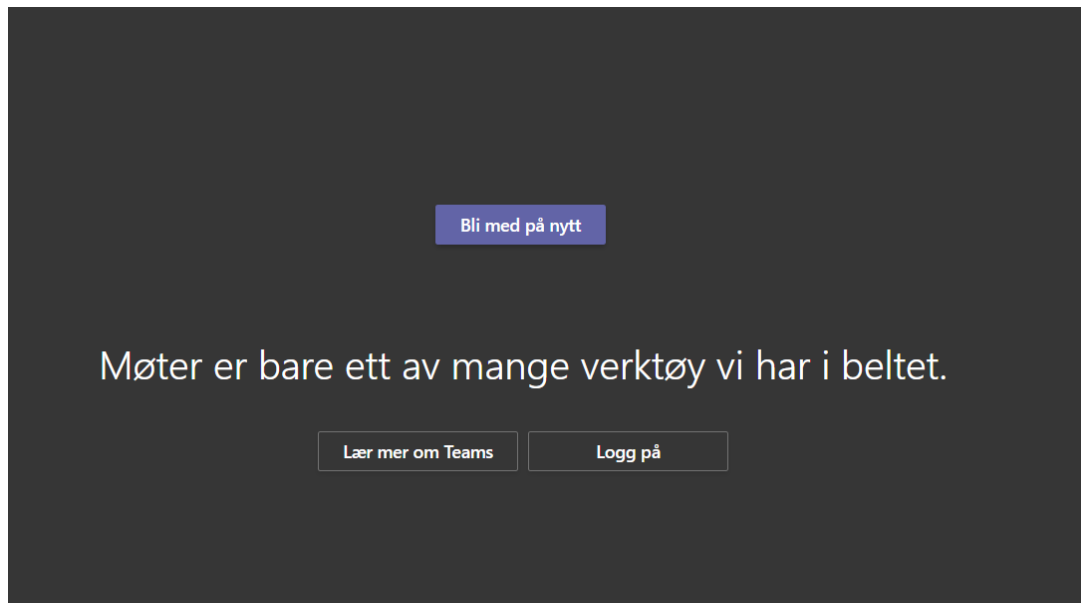 Bli med på nytt
Møter er bare ett av mange verktøy vi har i beltet.
Lær mer om Teams
Logg på